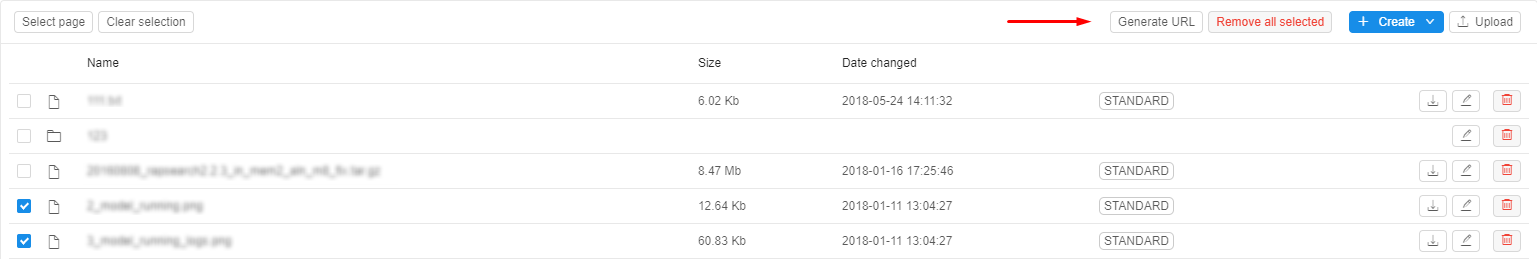 Select page Clear selection Generate URL Remove all selected + Create Upload
Name Size Date changed
111.txt 6.02 Kb 2018-05-24 14:11:32 STANDARD
123
8.47 Mb 2018-01-16 17:25:46 STANDARD
2_model_running.png 12.64 Kb 2018-01-11 13:04:27 STANDARD
3_model_running_logs.png 60.83 Kb 2018-01-11 13:04:27 STANDARD